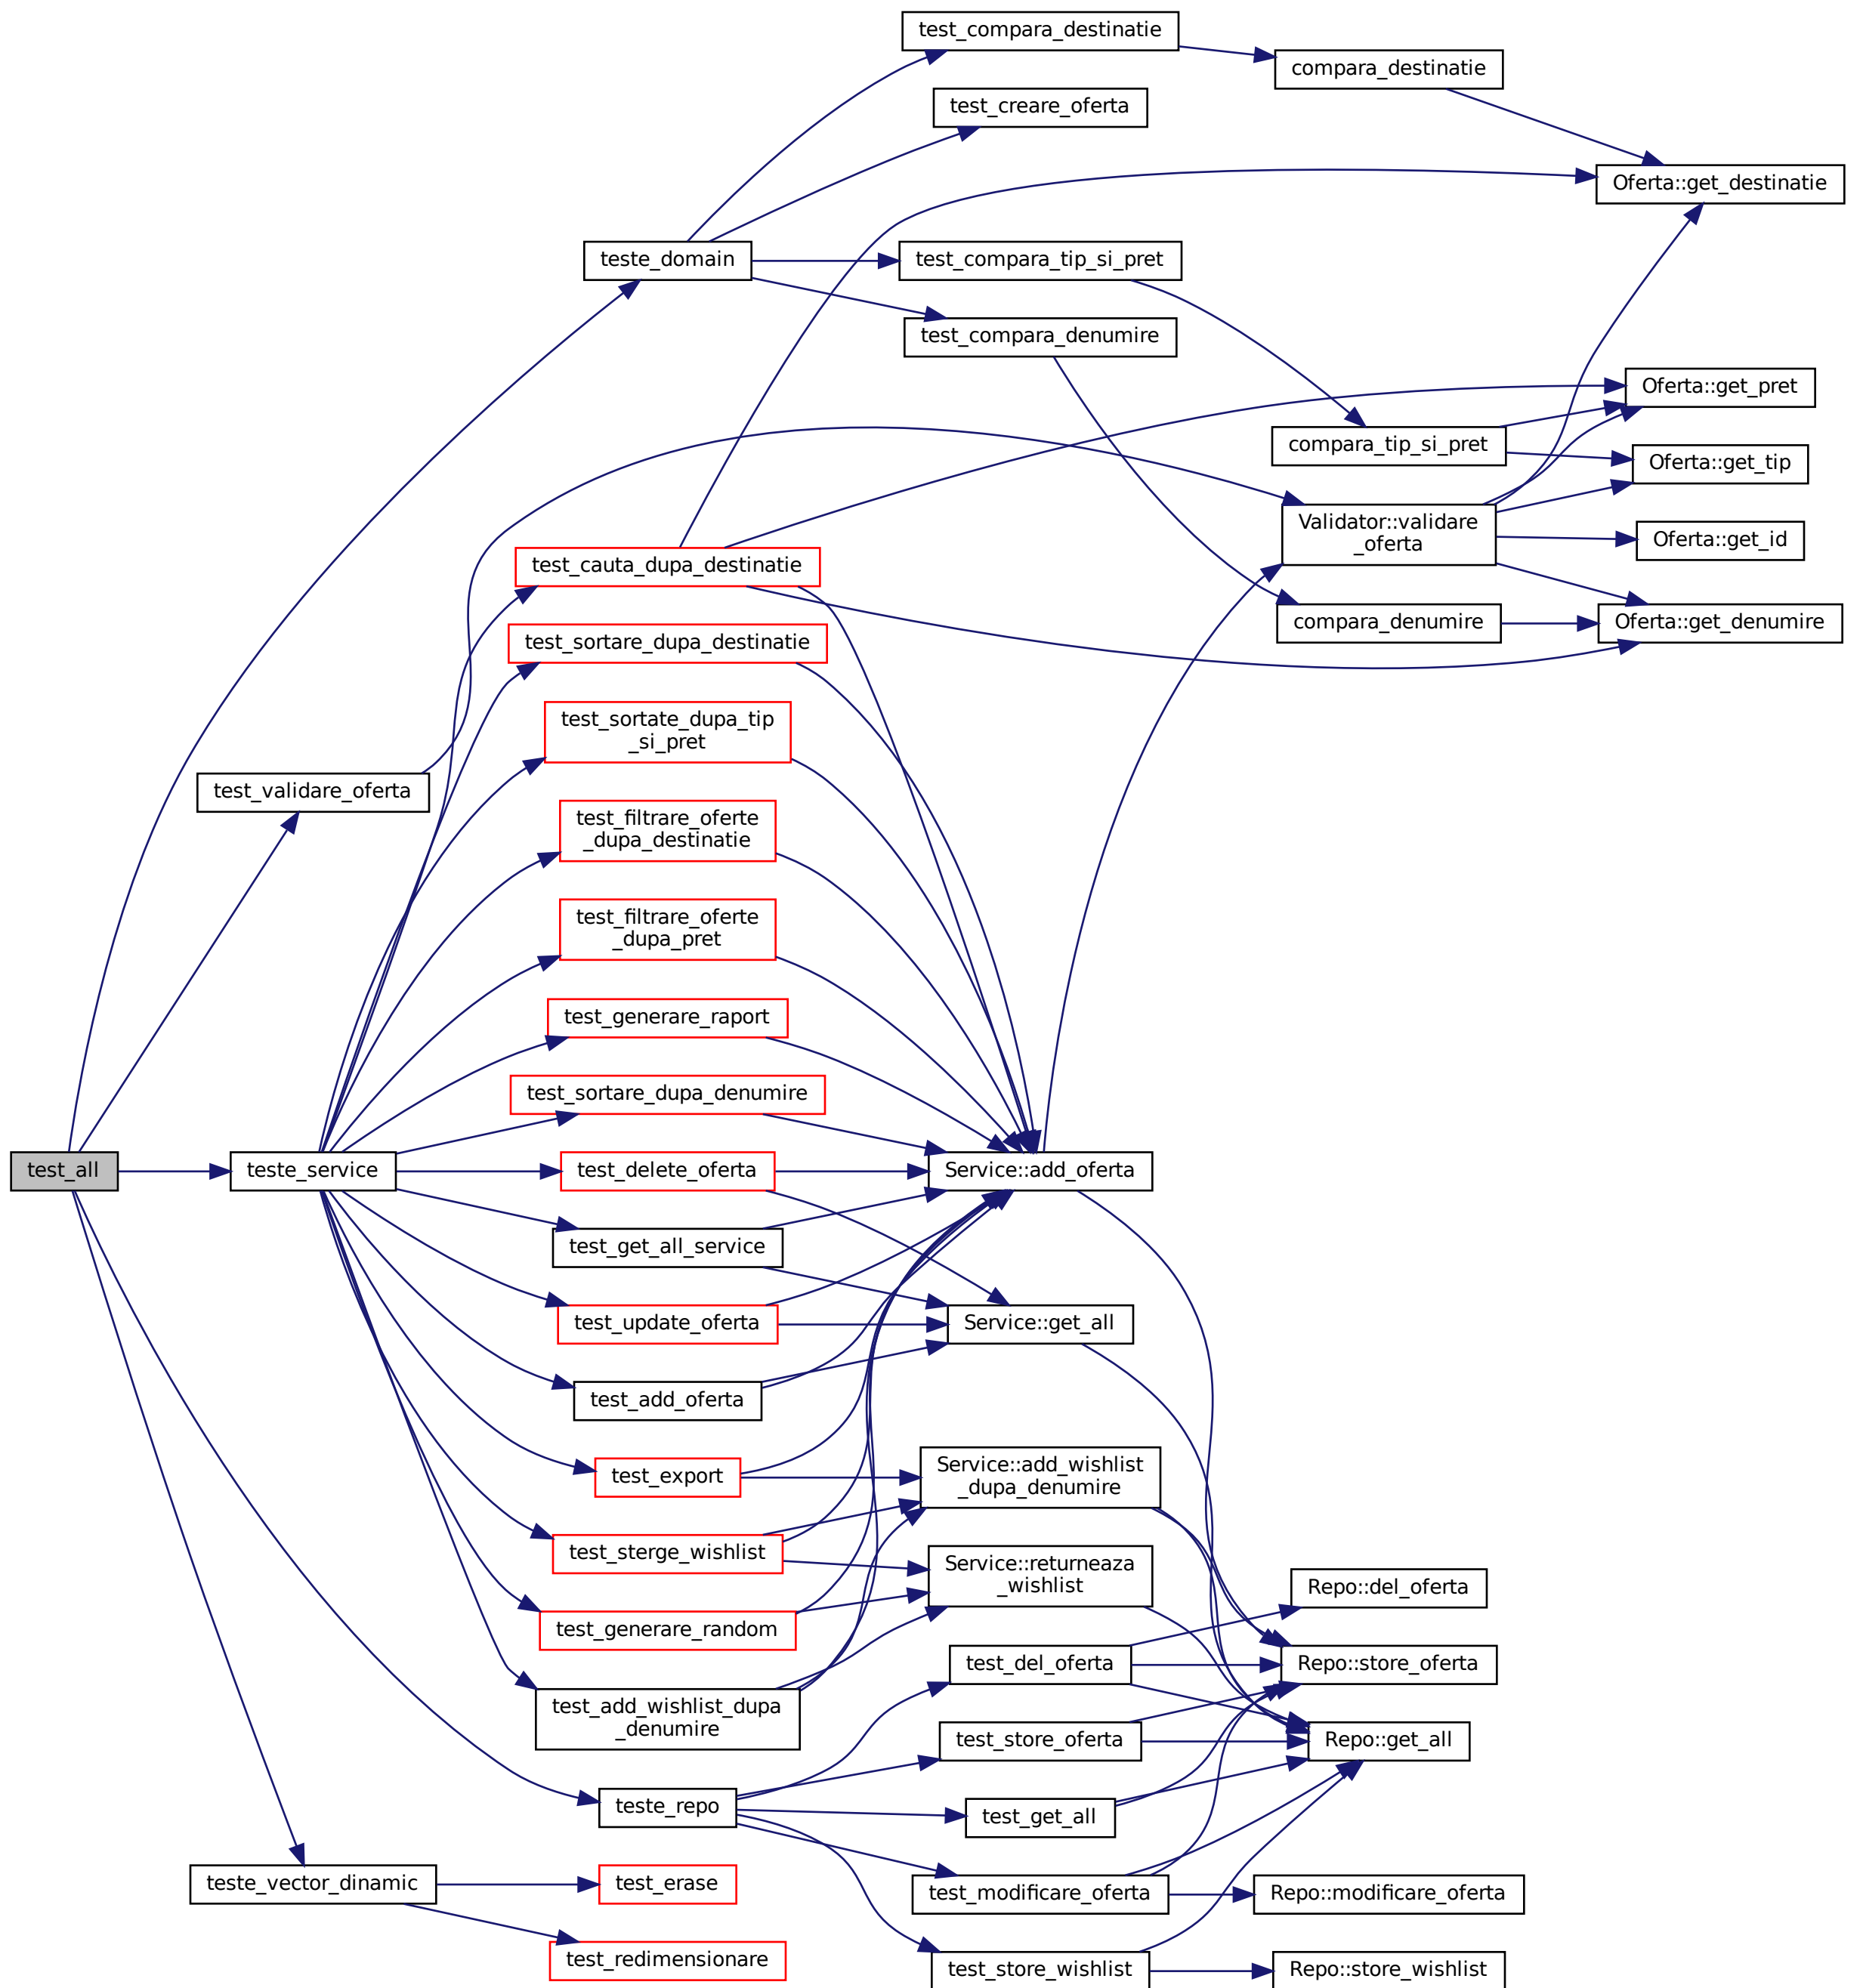 test_compara_destinatie
compara_destinatie
test_creare_oferta
Oferta::get_destinatie
teste_domain
test_compara_tip_si_pret
test_compara_denumire
Oferta::get_pret
compara_tip_si_pret
Oferta::get_tip
Validator::validare
_oferta
Oferta::get_id
test_cauta_dupa_destinatie
compara_denumire
Oferta::get_denumire
test_sortare_dupa_destinatie
test_sortate_dupa_tip
_si_pret
test_validare_oferta
test_filtrare_oferte
_dupa_destinatie
test_filtrare_oferte
_dupa_pret
test_generare_raport
test_sortare_dupa_denumire
test_all
teste_service
test_delete_oferta
Service::add_oferta
test_get_all_service
test_update_oferta
Service::get_all
test_add_oferta
test_export
Service::add_wishlist
_dupa_denumire
test_sterge_wishlist
Service::returneaza
_wishlist
Repo::del_oferta
test_generare_random
test_del_oferta
Repo::store_oferta
test_add_wishlist_dupa
_denumire
test_store_oferta
Repo::get_all
teste_repo
test_get_all
teste_vector_dinamic
test_erase
test_modificare_oferta
Repo::modificare_oferta
test_redimensionare
test_store_wishlist
Repo::store_wishlist